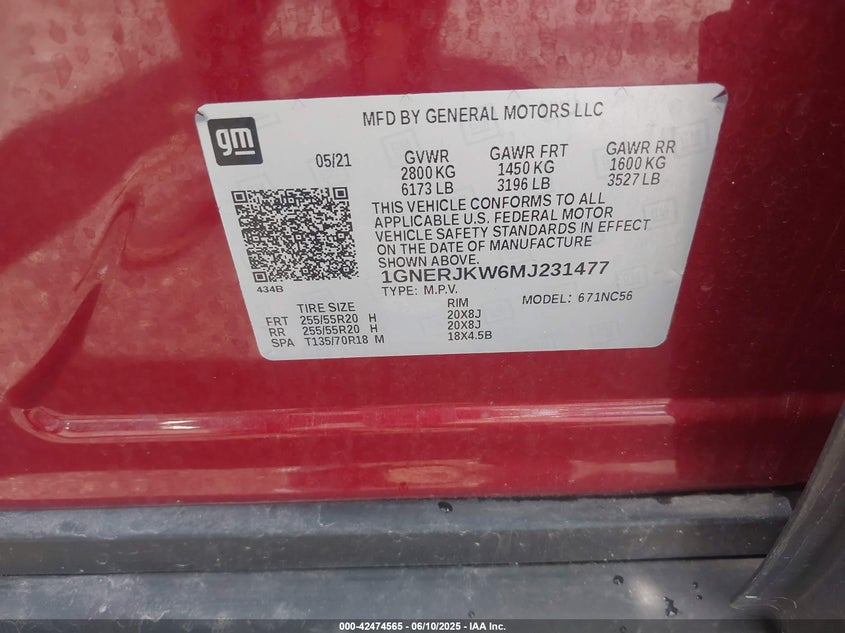 MFD BY GENERAL MOTORS LLC
gm
05/21 GVWR GAWR FRT GAWR RR
2800 KG 1450 KG 1600 KG
6173 LB 3196 LB 3527 LB
THIS VEHICLE CONFORMS TO ALL
APPLICABLE U.S. FEDERAL MOTOR
VEHICLE SAFETY STANDARDS IN EFFECT
ON THE DATE OF MANUFACTURE
SHOWN ABOVE.
434B
1GNERJKW6MJ231477
TYPE: M.P.V. MODEL: 671NC56
TIRE SIZE RIM
FRT 255/55R20 H 20X8J
RR 255/55R20 H 20X8J
SPA T135/70R18 M 18X4.5B
000-42474565 - 06/10/2025 - IAA Inc.